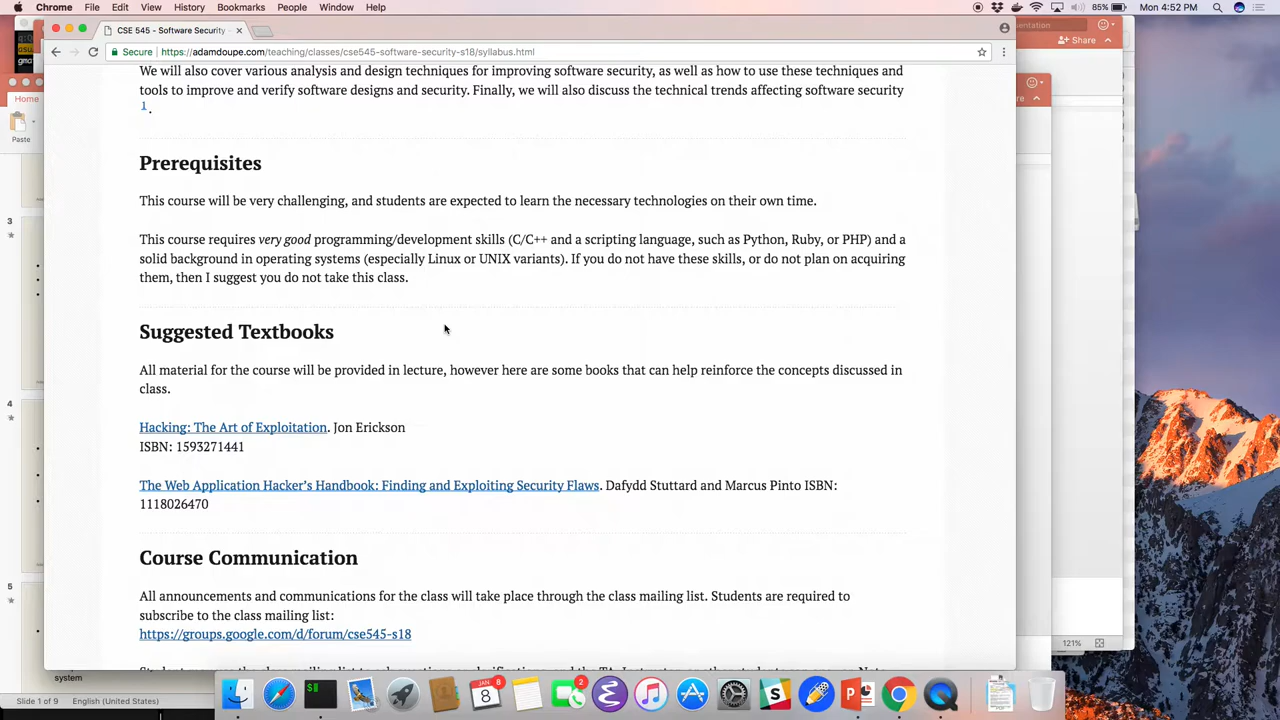 Chrome File Edit View History Bookmarks People Window Help 85% Mon 4:52 PM
CSE 545 - Software Security -
Secure https://adamdoupe.com/teaching/classes/cse545-software-security-s18/syllabus.html
Share
Home
Paste
We will also cover various analysis and design techniques for improving software security, as well as how to use these techniques and
tools to improve and verify software designs and security. Finally, we will also discuss the technical trends affecting software security
1 .
Prerequisites
This course will be very challenging, and students are expected to learn the necessary technologies on their own time.
This course requires very good programming/development skills (C/C++ and a scripting language, such as Python, Ruby, or PHP) and a
solid background in operating systems (especially Linux or UNIX variants). If you do not have these skills, or do not plan on acquiring
them, then I suggest you do not take this class.
3
Suggested Textbooks
All material for the course will be provided in lecture, however here are some books that can help reinforce the concepts discussed in
class.
4
Hacking: The Art of Exploitation. Jon Erickson
ISBN: 1593271441
The Web Application Hacker's Handbook: Finding and Exploiting Security Flaws. Dafydd Stuttard and Marcus Pinto ISBN:
1118026470
Course Communication
5
All announcements and communications for the class will take place through the class mailing list. Students are required to
subscribe to the class mailing list:
https://groups.google.com/d/forum/cse545-s18
121%
system
Slide 1 of 9 English (United States)
JAN 8
8
2